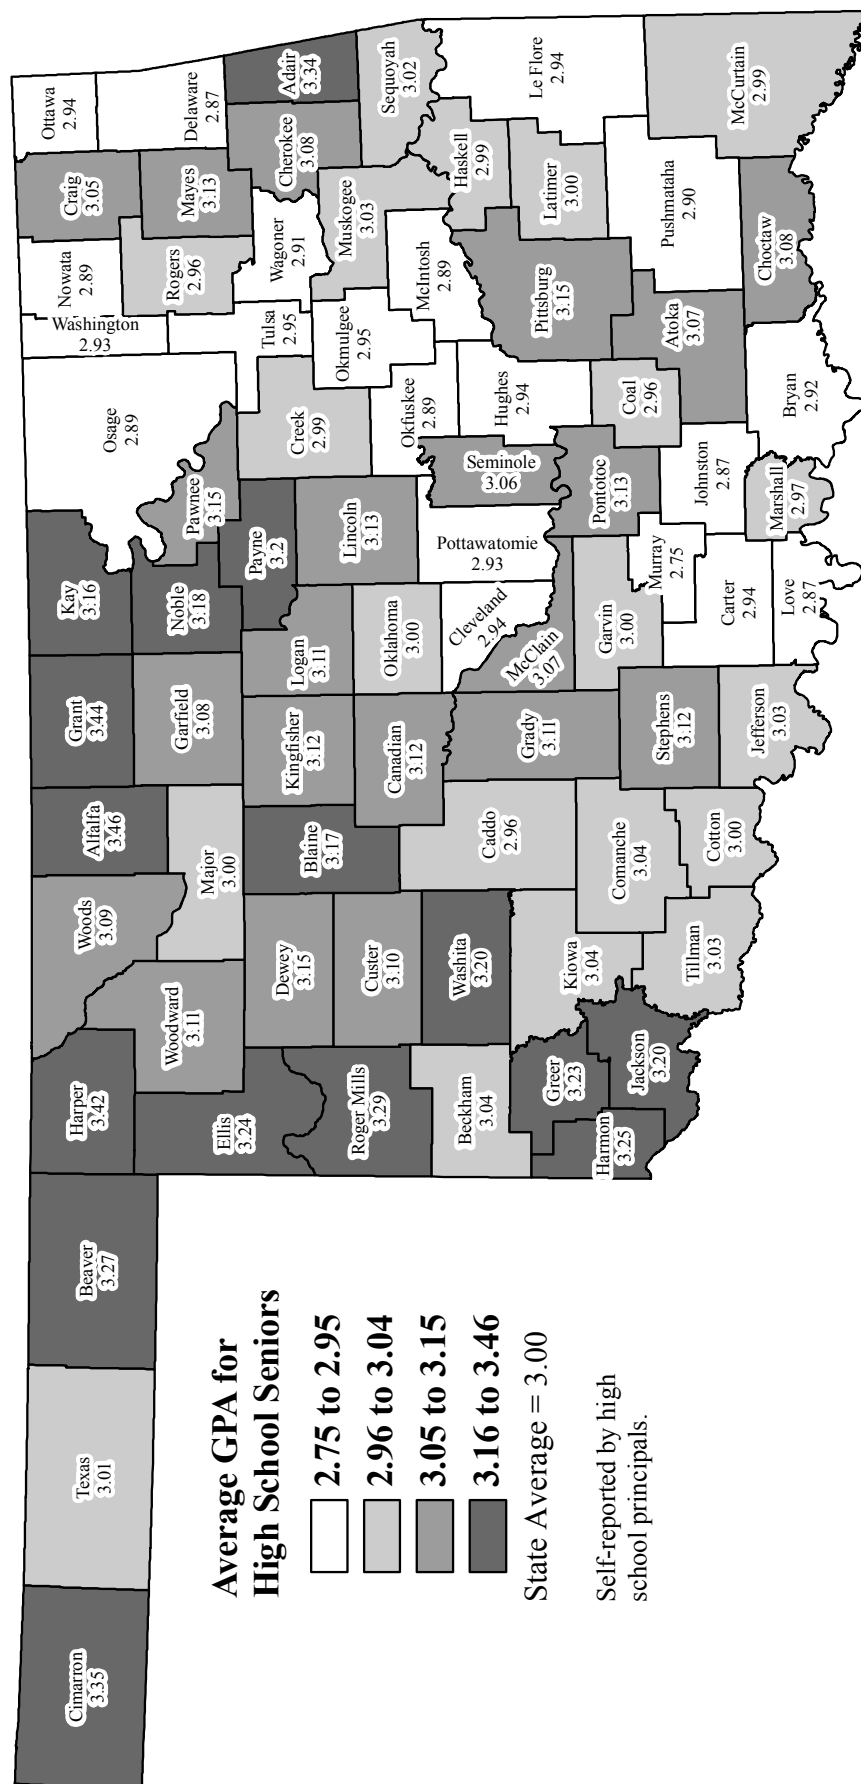 Cimarron
3.35
Texas
3.01
Beaver
3.27
Harper
3.42
Woods
3.09
Alfalfa
3.46
Grant
3.44
Kay
3.16
Osage
2.89
Washington
2.93
Nowata
2.89
Craig
3.05
Ottawa
2.94
Ellis
3.24
Woodward
3.11
Major
3.00
Garfield
3.08
Noble
3.18
Pawnee
3.15
Rogers
2.96
Mayes
3.13
Delaware
2.87
Roger Mills
3.29
Dewey
3.15
Blaine
3.17
Kingfisher
3.12
Logan
3.11
Payne
3.2
Creek
2.99
Tulsa
2.95
Wagoner
2.91
Cherokee
3.08
Adair
3.34
Custer
3.10
Canadian
3.12
Oklahoma
3.00
Lincoln
3.13
Okmulgee
2.95
Muskogee
3.03
Sequoyah
3.02
Beckham
3.04
Washita
3.20
Caddo
2.96
Grady
3.11
Cleveland
2.94
Pottawatomie
2.93
Seminole
3.06
Okfuskee
2.89
McIntosh
2.89
Haskell
2.99
Harmon
3.25
Greer
3.23
Kiowa
3.04
McClain
3.07
Hughes
2.94
Pittsburg
3.15
Latimer
3.00
Le Flore
2.94
Jackson
3.20
Comanche
3.04
Stephens
3.12
Garvin
3.00
Pontotoc
3.13
Coal
2.96
Tillman
3.03
Cotton
3.00
Jefferson
3.03
Carter
2.94
Murray
2.75
Johnston
2.87
Atoka
3.07
Pushmataha
2.90
McCurtain
2.99
Love
2.87
Marshall
2.97
Bryan
2.92
Choctaw
3.08
Average GPA for
High School Seniors
2.75 to 2.95
2.96 to 3.04
3.05 to 3.15
3.16 to 3.46
State Average = 3.00
Self-reported by high
school principals.